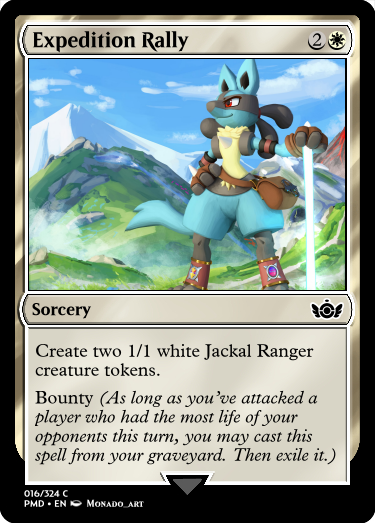 Expedition Rally 2
Sorcery
Create two 1/1 white Jackal Ranger
creature tokens.
Bounty (As long as you've attacked a
player who had the most life of your
opponents this turn, you may cast this
spell from your graveyard. Then exile it.)
016/324 C
PMD • EN Monado_art